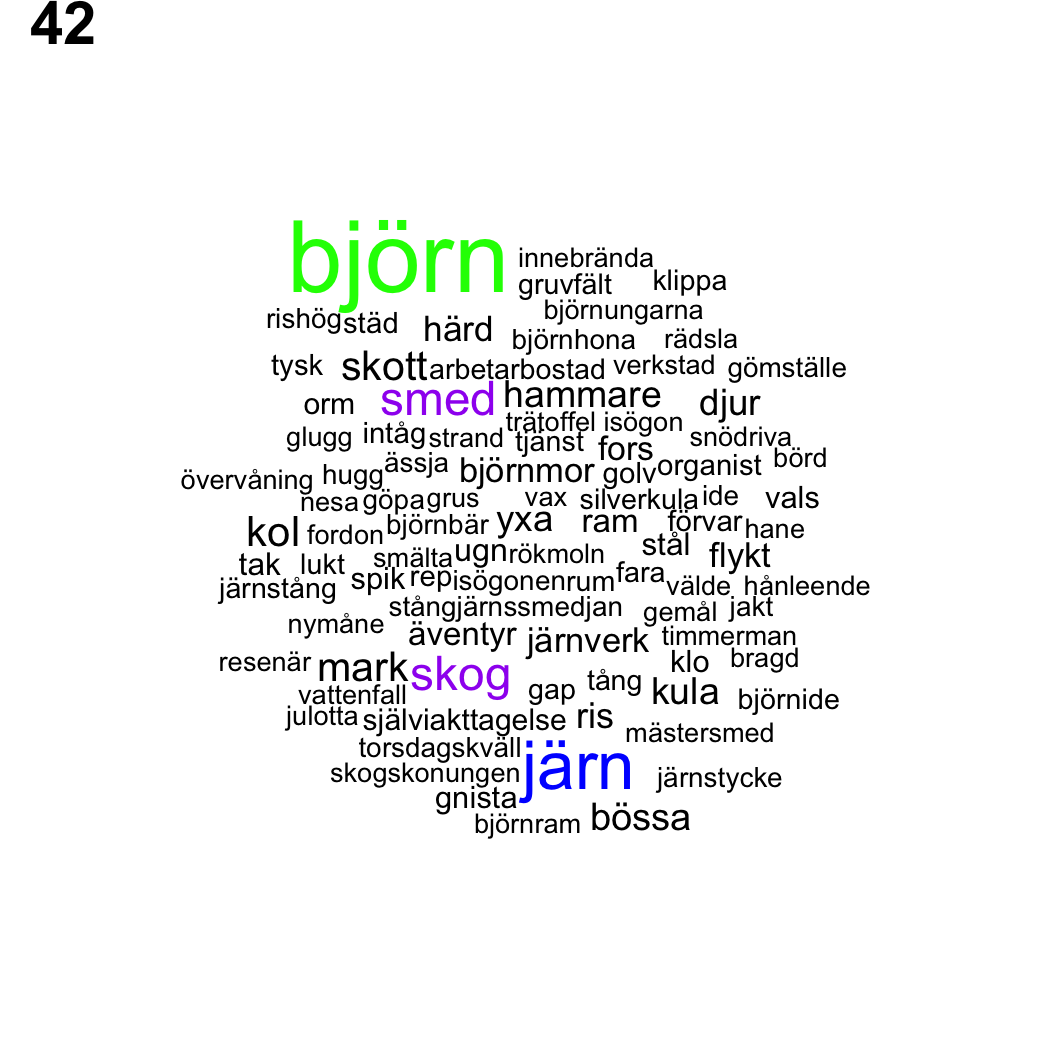 42
björn innebrända
gruvfält klippa
björnungarna
rishög städ härd björnhona rädsla
tysk skott arbetarbostad verkstad gömställe
orm smed hammare djur
trätoffel isögon
glugg intåg strand tjänst fors snödriva
ässja björnmor golv organist börd
övervåning hugg
nesa göpa grus vax silverkula ide vals
kol fordon björnbär yxa ram förvar hane
tak lukt smälta ugn rökmoln stål flykt
järnstång spik rep isögonenrum fara välde hånleende
stångjärnssmedjan gemål jakt
nymåne äventyr järnverk timmerman
resenär mark skog klo bragd
vattenfall gap tång kula björnide
julotta själviakttagelse ris mästersmed
torsdagskväll
skogskonungen järn järnstycke
gnista
björnram bössa